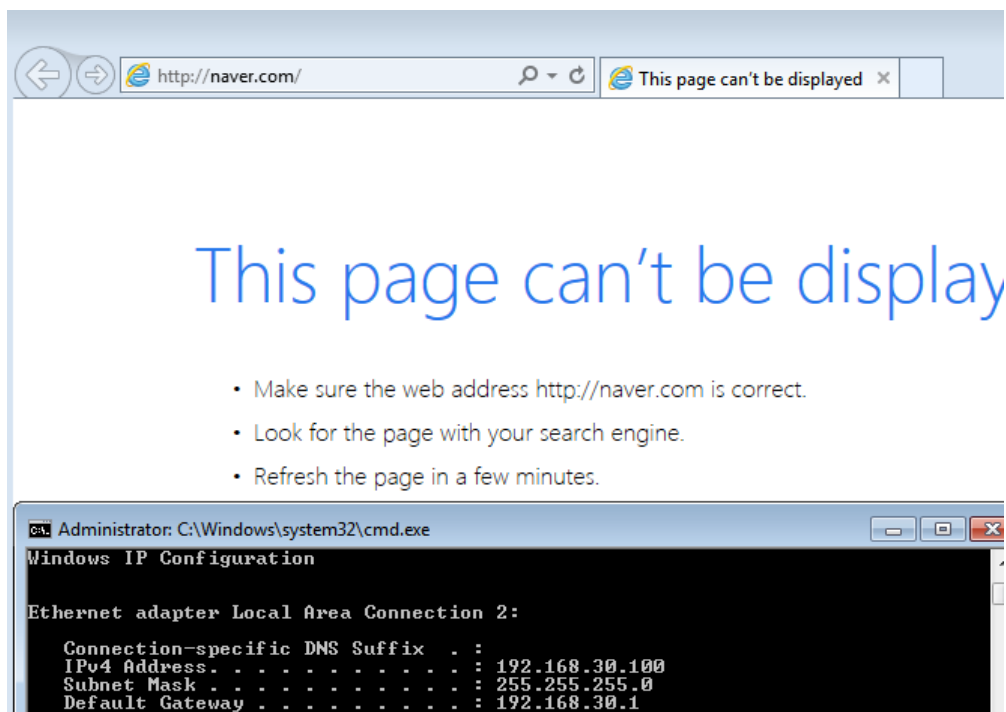 http://naver.com/
This page can't be displayed
This page can't be display
• Make sure the web address http://naver.com is correct.
• Look for the page with your search engine.
• Refresh the page in a few minutes.
Administrator: C:\Windows\system32\cmd.exe
Windows IP Configuration
Ethernet adapter Local Area Connection 2:
Connection-specific DNS Suffix . :
IPv4 Address. . . . . . . . . . . : 192.168.30.100
Subnet Mask . . . . . . . . . . . : 255.255.255.0
Default Gateway . . . . . . . . . : 192.168.30.1